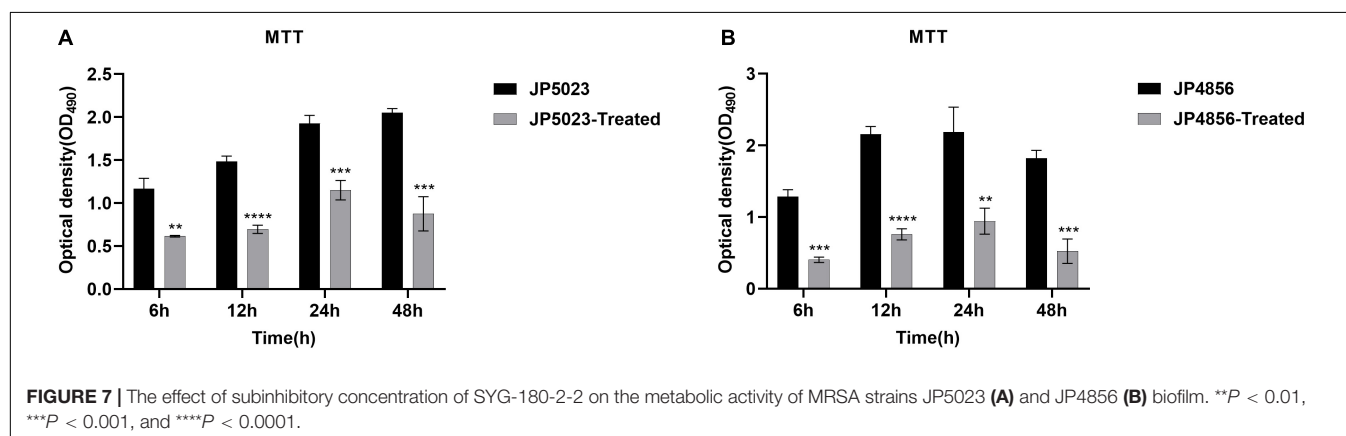 A
MTT
Optical density(OD490)
2.5
2.0
1.5
1.0
0.5
0.0
**
****
***
***
6h 12h 24h 48h
Time(h)
JP5023
JP5023-Treated
B
MTT
Optical density(OD490)
3
2
1
0
***
****
**
***
6h 12h 24h 48h
Time(h)
JP4856
JP4856-Treated
FIGURE 7 | The effect of subinhibitory concentration of SYG-180-2-2 on the metabolic activity of MRSA strains JP5023 (A) and JP4856 (B) biofilm. **P < 0.01,
***P < 0.001, and ****P < 0.0001.